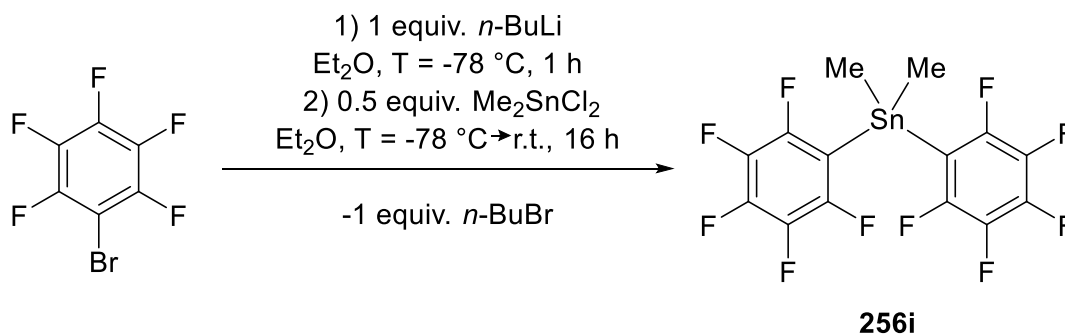 1) 1 equiv. n-BuLi
Et₂O, T = -78 °C, 1 h
2) 0.5 equiv. Me₂SnCl₂
Et₂O, T = -78 °C→r.t., 16 h
-1 equiv. n-BuBr
F
F
F
F
F
Br
Me
Me
Sn
F
F
F
F
F
F
F
F
F
F
256i